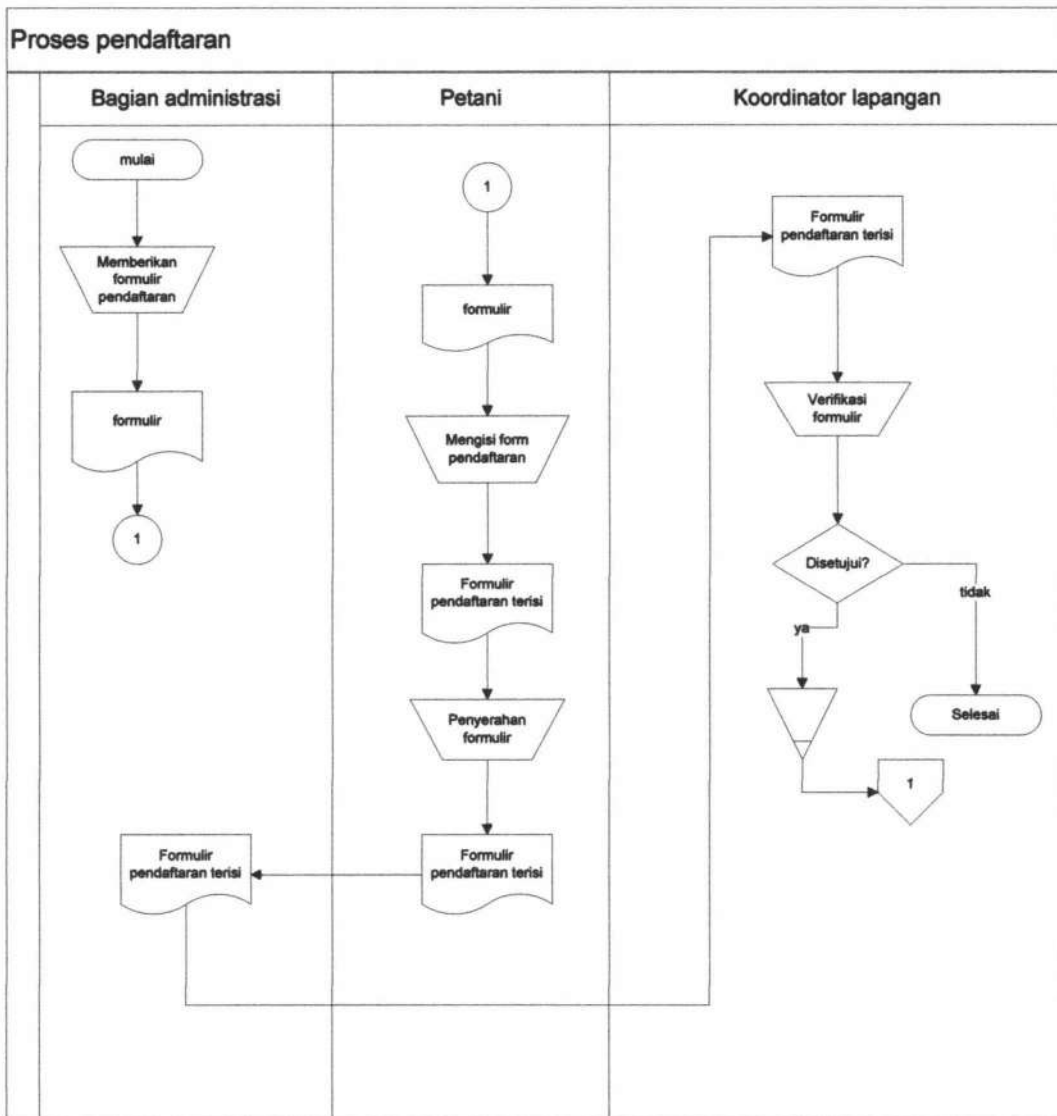 Proses pendaftaran
Bagian administrasi
Petani
Koordinator lapangan
mulai
Memberikan
formulir
pendaftaran
formulir
1
1
formulir
Mengisi form
pendaftaran
Formulir
pendaftaran terisi
Penyerahan
formulir
Formulir
pendaftaran terisi
Formulir
pendaftaran terisi
Formulir
pendaftaran terisi
Verifikasi
formulir
Disetujui?
tidak
ya
Selesai
1